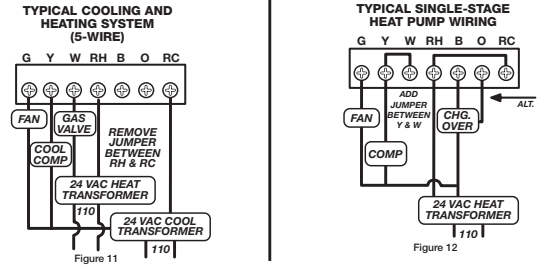 TYPICAL COOLING AND
HEATING SYSTEM
(5-WIRE)
G Y W RH B O RC
FAN
GAS
VALVE
COOL
COMP
REMOVE
JUMPER
BETWEEN
RH & RC
24 VAC HEAT
TRANSFORMER
110
24 VAC COOL
TRANSFORMER
110
Figure 11
TYPICAL SINGLE-STAGE
HEAT PUMP WIRING
G Y W RH B O RC
ADD
JUMPER
BETWEEN
Y & W
ALT.
FAN
CHG.
OVER
COMP
24 VAC HEAT
TRANSFORMER
110
Figure 12